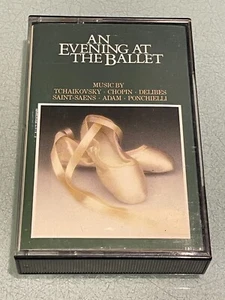 AN
EVENING AT
THE BALLET
MUSIC BY
TCHAIKOVSKY · CHOPIN · DELIBES
SAINT-SAENS · ADAM · PONCHIELLI